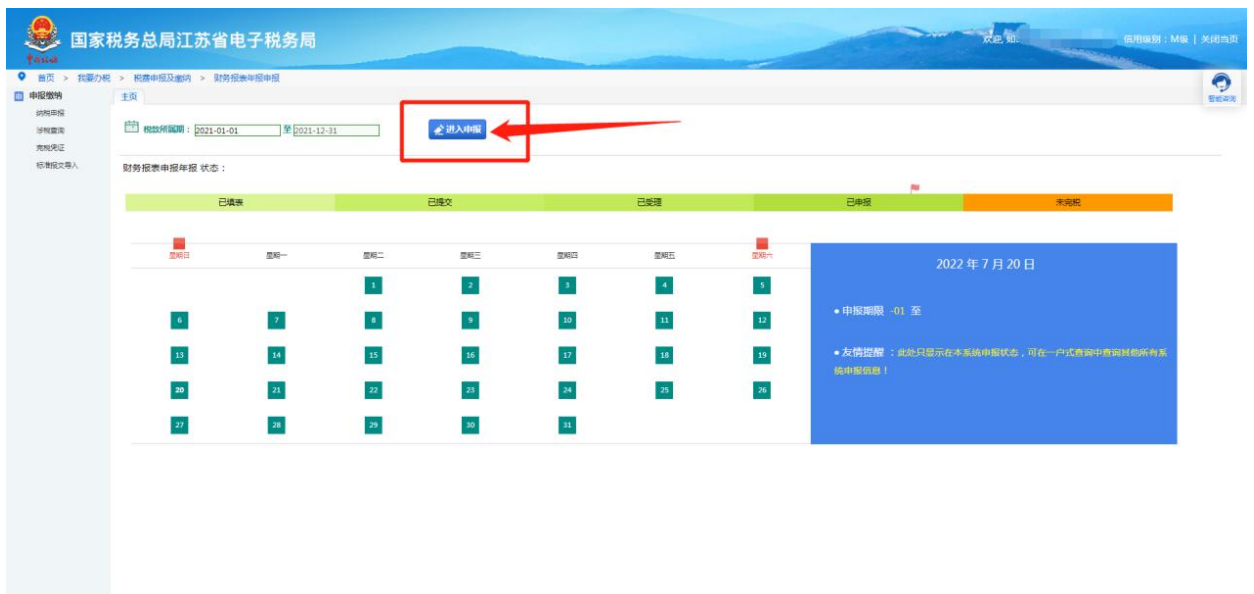 国家税务总局江苏省电子税务局
欢迎,知
信用级别：M级 | 关闭当页
首页 > 我要办税 > 税费申报及缴纳 > 财务报表年报申报
智能咨询
申报缴纳
纳税申报
涉税查询
完税凭证
标准报文导入
主页
税款所属期： 2021-01-01 至 2021-12-31
进入申报
财务报表申报年报 状态：
已填表 已提交 已受理 已申报 未完税
星期日 星期一 星期二 星期三 星期四 星期五 星期六
1 2 3 4 5
6 7 8 9 10 11 12
13 14 15 16 17 18 19
20 21 22 23 24 25 26
27 28 29 30 31
2022 年 7 月 20 日
● 申报期限 -01 至
● 友情提醒 ：此处只显示在本系统申报状态，可在一户式查询中查询其他所有系
统申报信息！